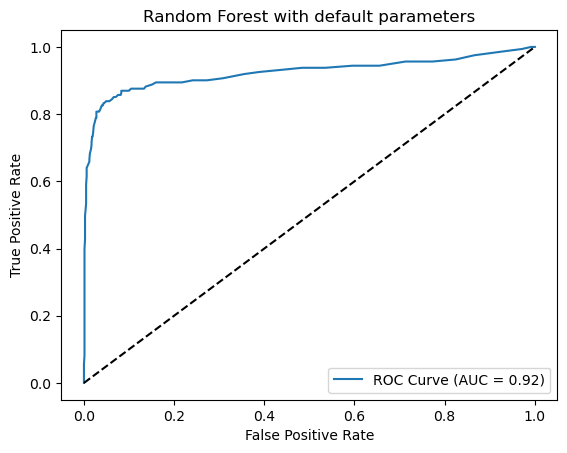 Random Forest with default parameters
True Positive Rate
1.0
0.8
0.6
0.4
0.2
0.0
ROC Curve (AUC = 0.92)
0.0 0.2 0.4 0.6 0.8 1.0
False Positive Rate